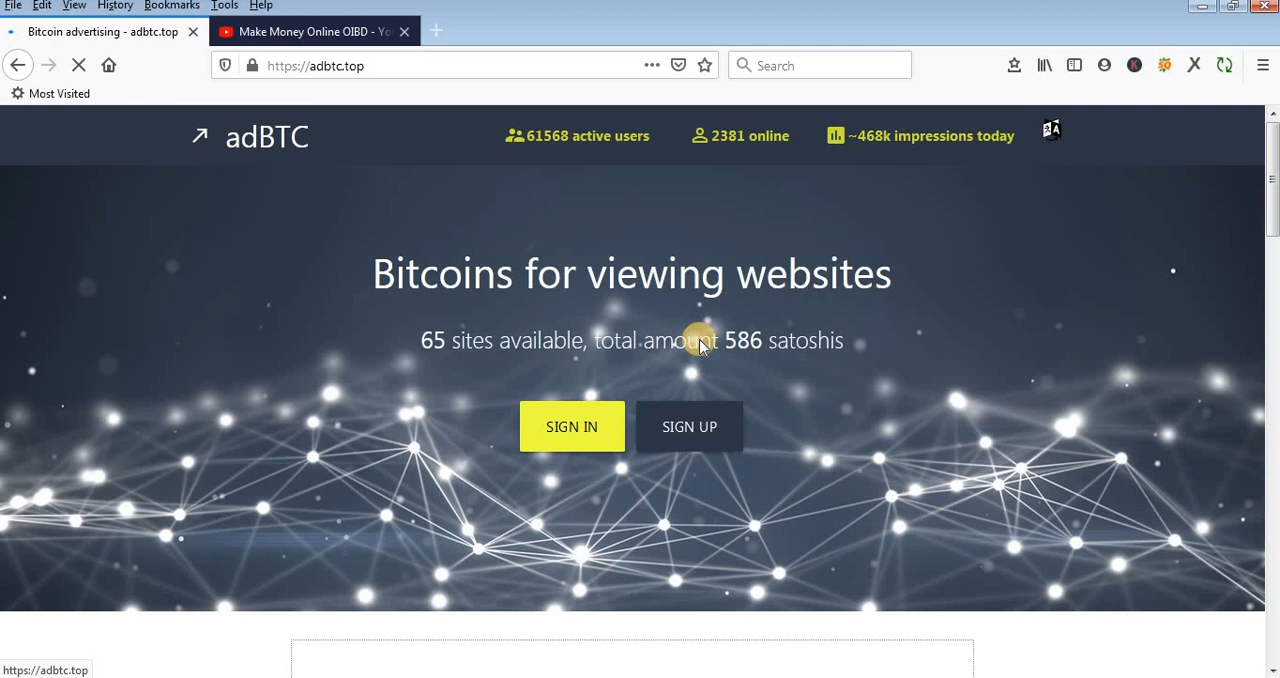 File Edit View History Bookmarks Tools Help
Bitcoin advertising - adbtc.top
Make Money Online OIBD - Yo
https://adbtc.top
Search
Most Visited
adBTC
61568 active users
2381 online
~468k impressions today
Bitcoins for viewing websites
65 sites available, total amount 586 satoshis
SIGN IN
SIGN UP
https://adbtc.top